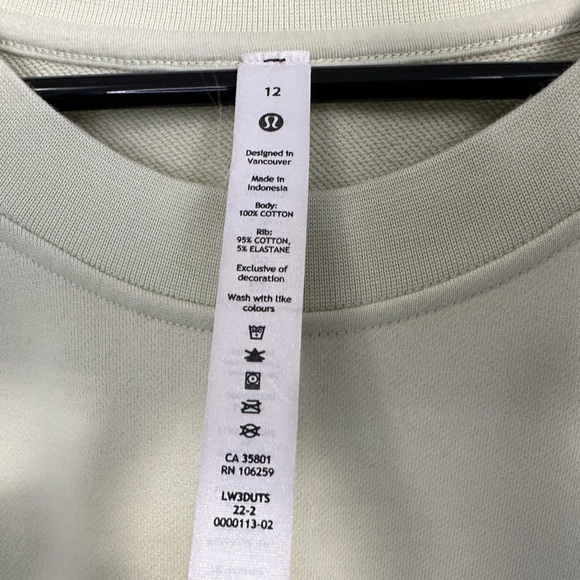 12
Designed in
Vancouver
Made in
Indonesia
Body:
100% COTTON
Rib:
95% COTTON,
5% ELASTANE
Exclusive of
decoration
Wash with like
colours
CA 35801
RN 106259
LW3DUTS
22-2
0000113-02